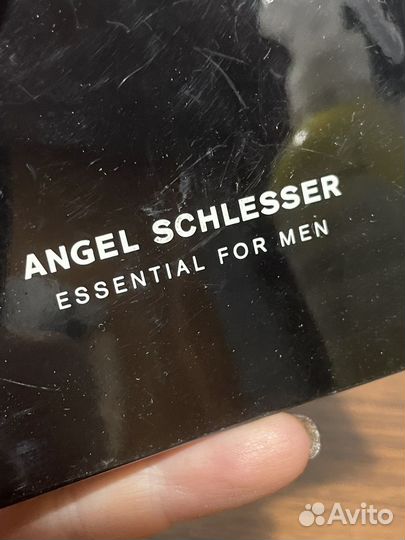 ANGEL SCHLESSER
ESSENTIAL FOR MEN
Avito